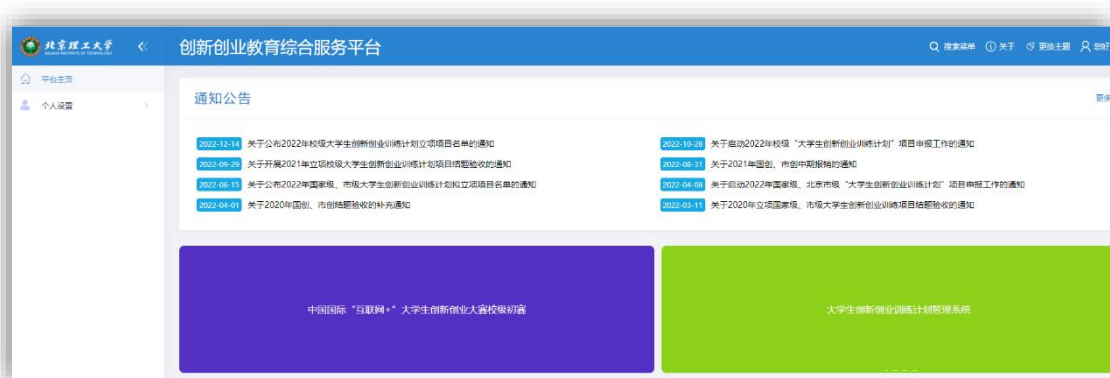 北京理工大学
创新创业教育综合服务平台
搜索菜单 关于 更换主题 您好
平台主页
个人设置
通知公告
更多
2022-12-14 关于公布2022年校级大学生创新创业训练计划立项项目名单的通知
2022-10-28 关于启动2022年校级“大学生创新创业训练计划”项目申报工作的通知
2022-09-29 关于开展2021年立项校级大学生创新创业训练计划项目结题验收的通知
2022-08-31 关于2021年国创、市创中期报销的通知
2022-06-15 关于公布2022年国家级、市级大学生创新创业训练计划拟立项项目名单的通知
2022-04-08 关于启动2022年国家级、北京市级“大学生创新创业训练计划”项目申报工作的通知
2022-04-01 关于2020年国创、市创结题验收的补充通知
2022-03-11 关于2020年立项国家级、市级大学生创新创业训练项目结题验收的通知
中国国际“互联网+”大学生创新创业大赛校级初赛
大学生创新创业训练计划管理系统